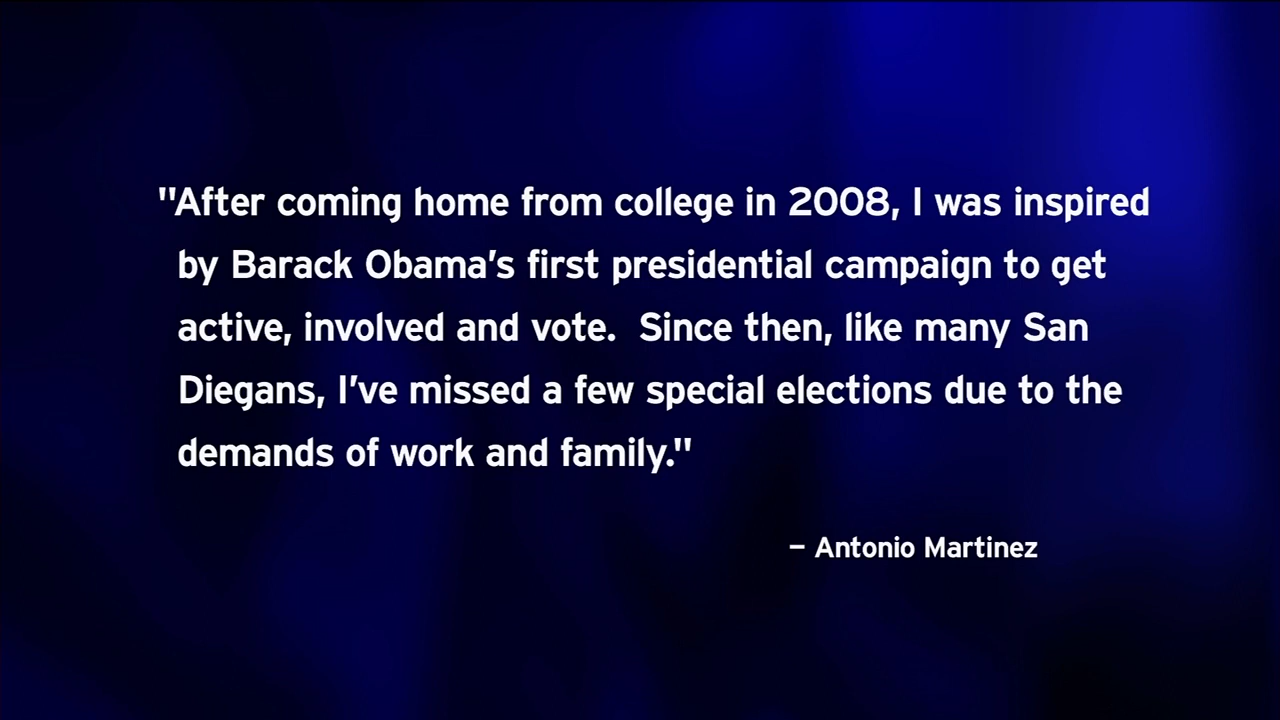 "After coming home from college in 2008, I was inspired
by Barack Obama's first presidential campaign to get
active, involved and vote.  Since then, like many San
Diegans, I've missed a few special elections due to the
demands of work and family."
– Antonio Martinez